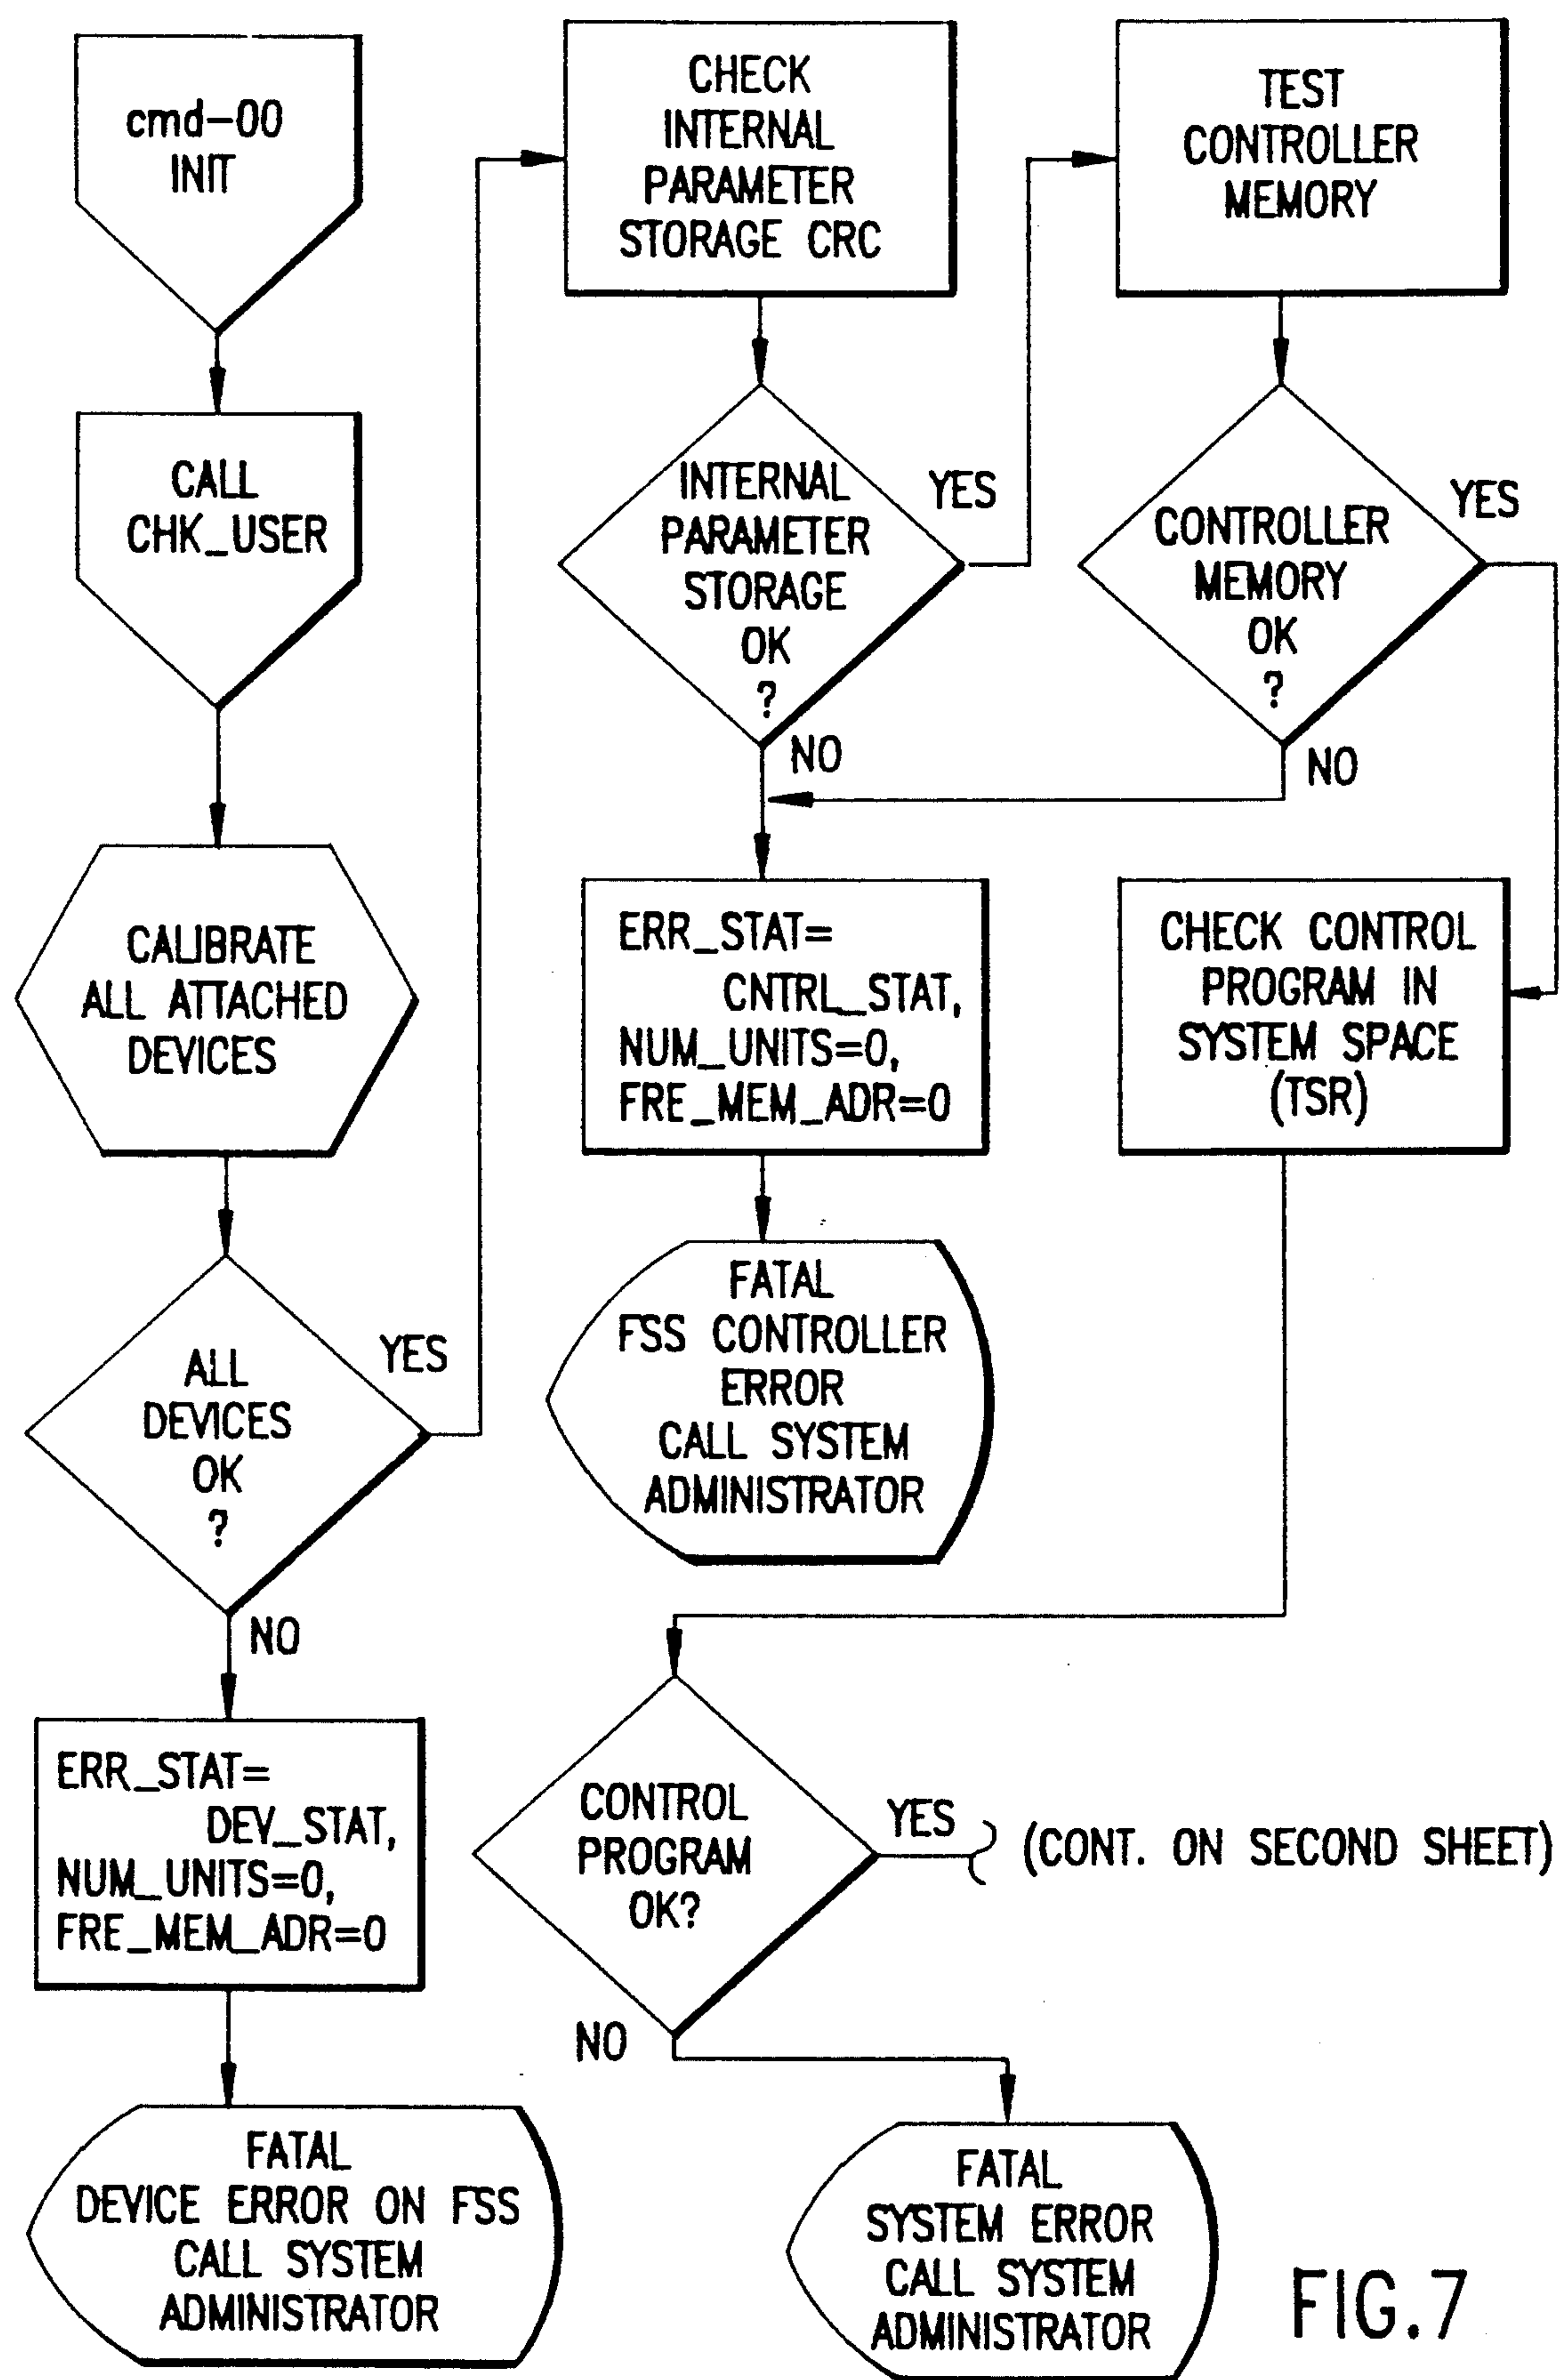 cmd-00
INIT
CALL
CHK_USER
CALIBRATE
ALL ATTACHED
DEVICES
ALL
DEVICES
OK
?
YES
NO
ERR_STAT=
DEV_STAT,
NUM_UNITS=0,
FRE_MEM_ADR=0
FATAL
DEVICE ERROR ON FSS
CALL SYSTEM
ADMINISTRATOR
CHECK
INTERNAL
PARAMETER
STORAGE CRC
INTERNAL
PARAMETER
STORAGE
OK
?
YES
NO
ERR_STAT=
CNTRL_STAT,
NUM_UNITS=0,
FRE_MEM_ADR=0
FATAL
FSS CONTROLLER
ERROR
CALL SYSTEM
ADMINISTRATOR
TEST
CONTROLLER
MEMORY
CONTROLLER
MEMORY
OK
?
YES
NO
CHECK CONTROL
PROGRAM IN
SYSTEM SPACE
(TSR)
CONTROL
PROGRAM
OK?
YES
(CONT. ON SECOND SHEET)
NO
FATAL
SYSTEM ERROR
CALL SYSTEM
ADMINISTRATOR
FIG.7